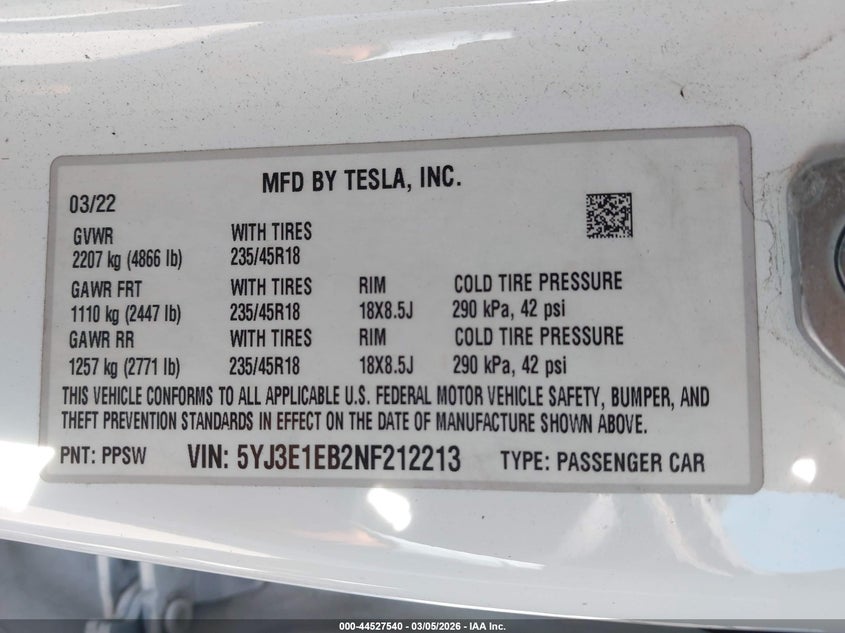 MFD BY TESLA, INC.
03/22
GVWR WITH TIRES
2207 kg (4866 lb) 235/45R18
GAWR FRT WITH TIRES RIM COLD TIRE PRESSURE
1110 kg (2447 lb) 235/45R18 18X8.5J 290 kPa, 42 psi
GAWR RR WITH TIRES RIM COLD TIRE PRESSURE
1257 kg (2771 lb) 235/45R18 18X8.5J 290 kPa, 42 psi
THIS VEHICLE CONFORMS TO ALL APPLICABLE U.S. FEDERAL MOTOR VEHICLE SAFETY, BUMPER, AND
THEFT PREVENTION STANDARDS IN EFFECT ON THE DATE OF MANUFACTURE SHOWN ABOVE.
PNT: PPSW VIN: 5YJ3E1EB2NF212213 TYPE: PASSENGER CAR
000-44527540 - 03/05/2026 - IAA Inc.